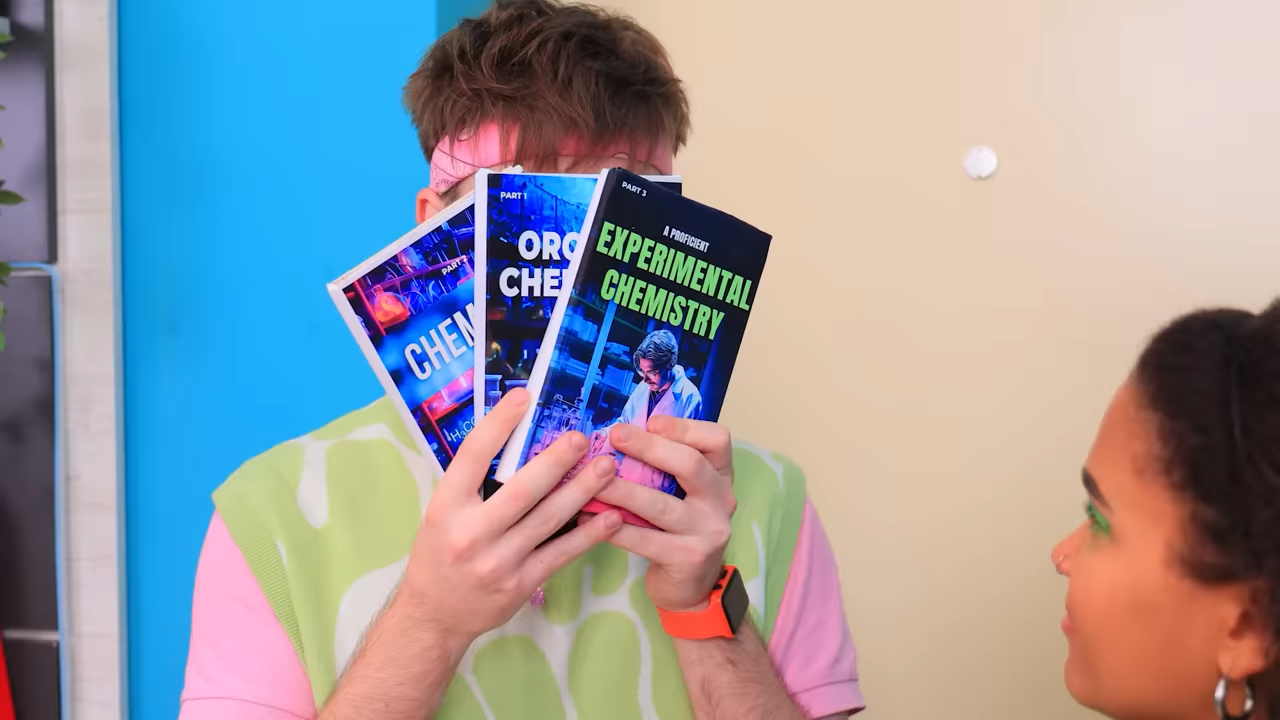 PART 2
CHEM
PART 1
ORG
CHE
PART 3
A PROFICIENT
EXPERIMENTAL
CHEMISTRY